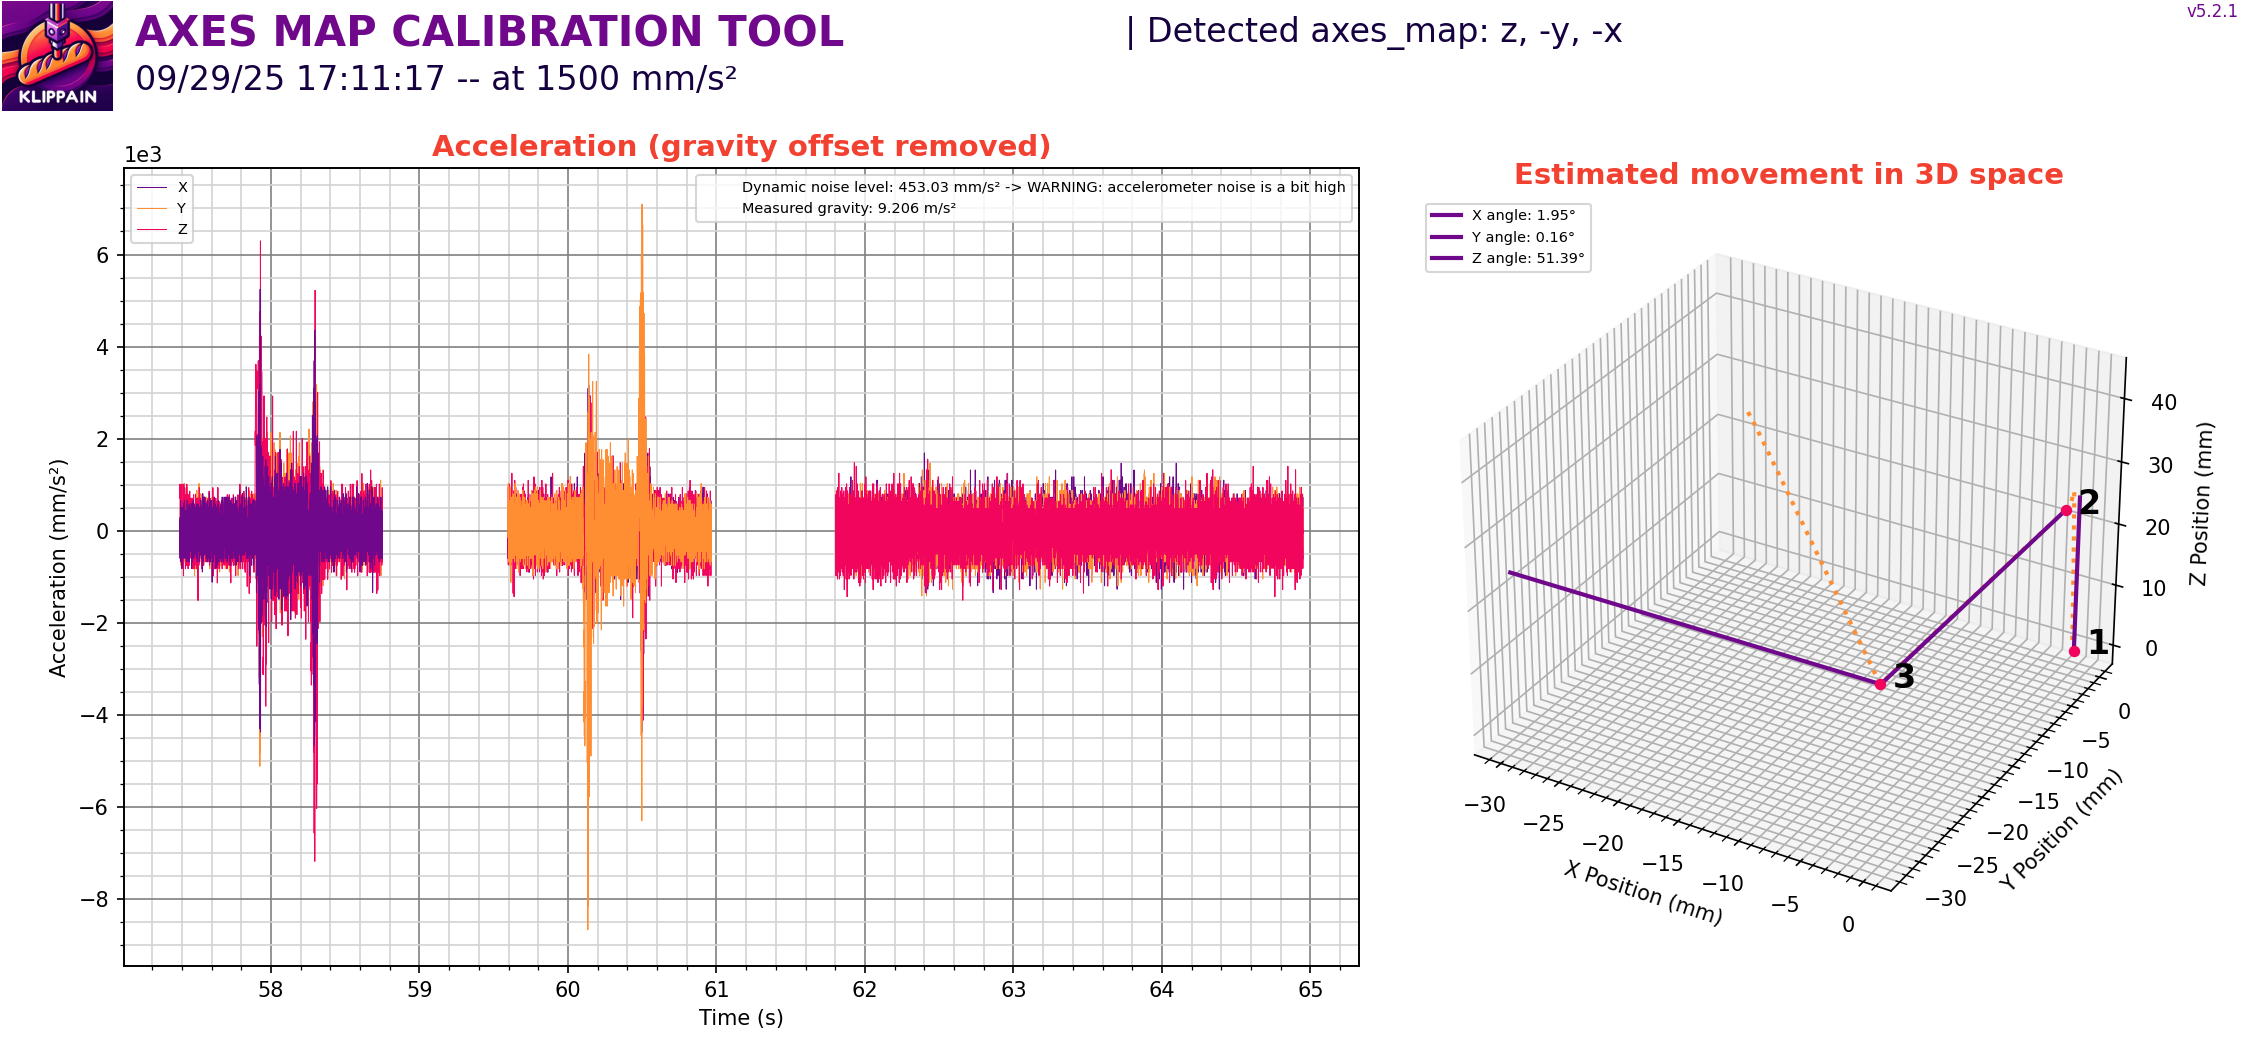 AXES MAP CALIBRATION TOOL
| Detected axes_map: z, -y, -x
v5.2.1
09/29/25 17:11:17 -- at 1500 mm/s²
KLIPPAIN
Acceleration (gravity offset removed)
1e3
X
Y
Z
Dynamic noise level: 453.03 mm/s² -> WARNING: accelerometer noise is a bit high
Measured gravity: 9.206 m/s²
6
4
2
0
−2
−4
−6
−8
Acceleration (mm/s²)
58 59 60 61 62 63 64 65
Time (s)
Estimated movement in 3D space
X angle: 1.95°
Y angle: 0.16°
Z angle: 51.39°
2
1
3
40
30
20
10
0
Z Position (mm)
0
−5
−10
−15
−20
−25
−30
Y Position (mm)
−30
−25
−20
−15
−10
−5
0
X Position (mm)